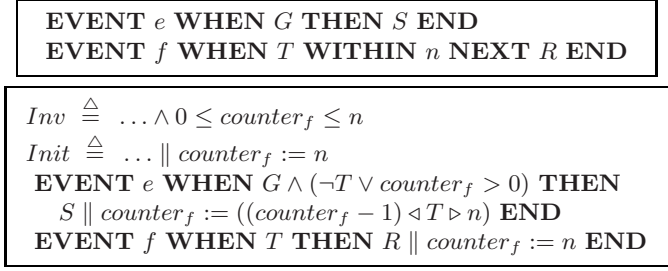 EVENT e WHEN G THEN S END
EVENT f WHEN T WITHIN n NEXT R END
Inv ≜ … ∧ 0 ≤ counter_f ≤ n
Init ≜ … ∥ counter_f := n
EVENT e WHEN G ∧ (¬T ∨ counter_f > 0) THEN
S ∥ counter_f := ((counter_f − 1) ◁ T ▷ n) END
EVENT f WHEN T THEN R ∥ counter_f := n END